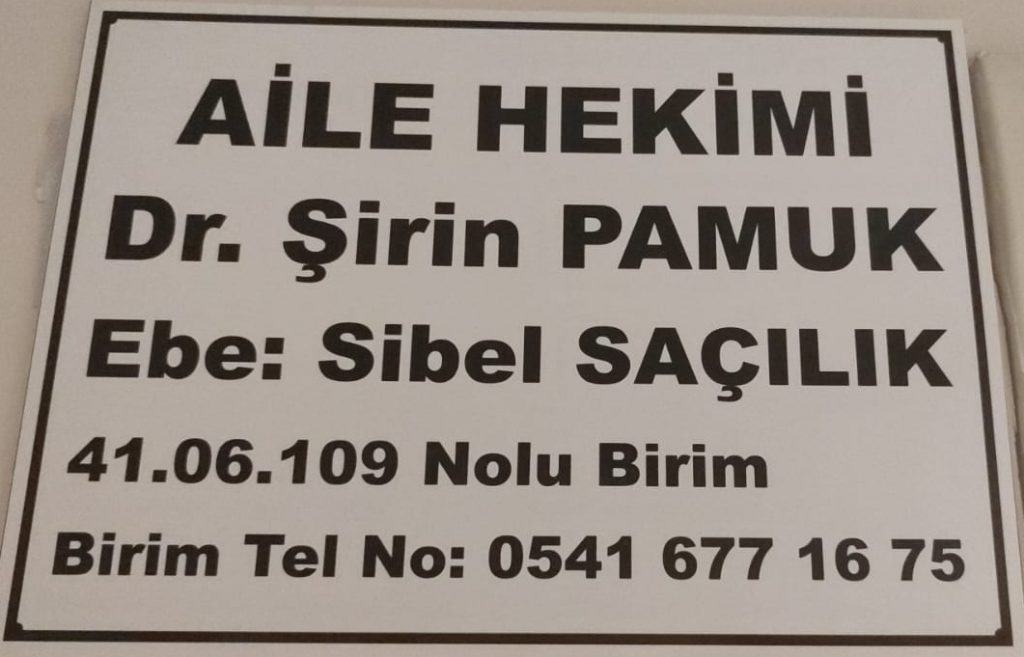 AİLE HEKİMİ
Dr. Şirin PAMUK
Ebe: Sibel SAÇILIK
41.06.109 Nolu Birim
Birim Tel No: 0541 677 16 75